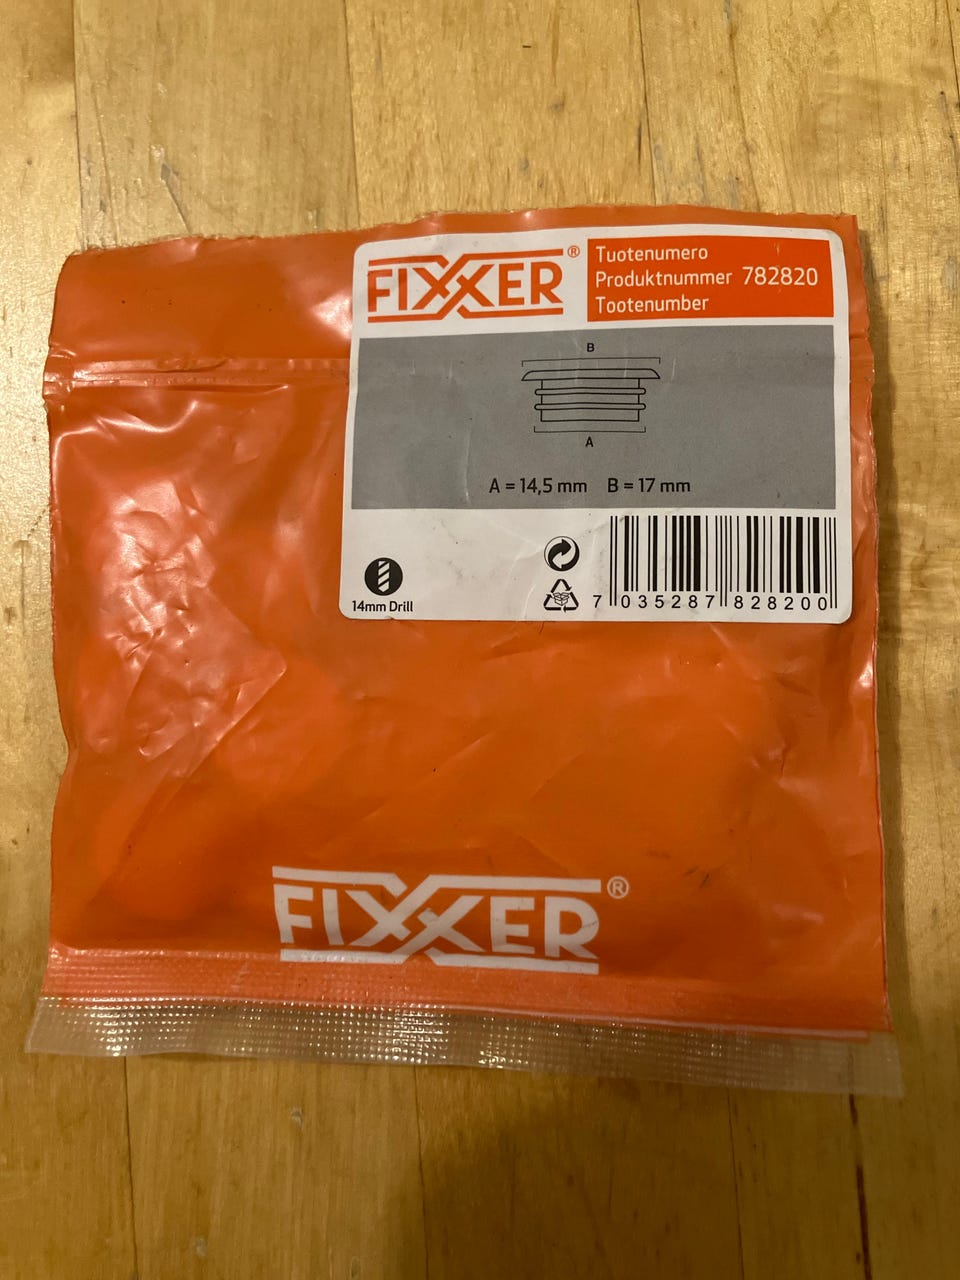 FIXXER®
Tuotenumero
Produktnummer 782820
Tootenumber
B
A
A = 14,5 mm B = 17 mm
14mm Drill
7 035287 828200
FIXXER®